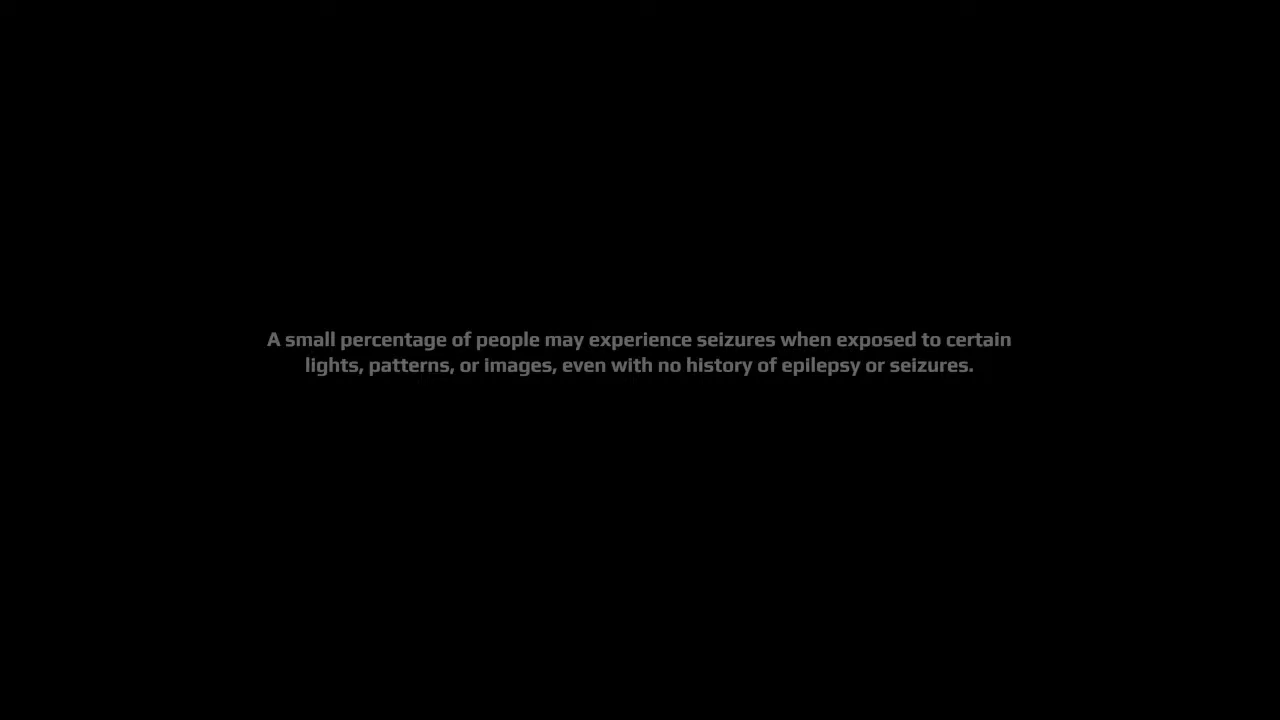 A small percentage of people may experience seizures when exposed to certain
lights, patterns, or images, even with no history of epilepsy or seizures.